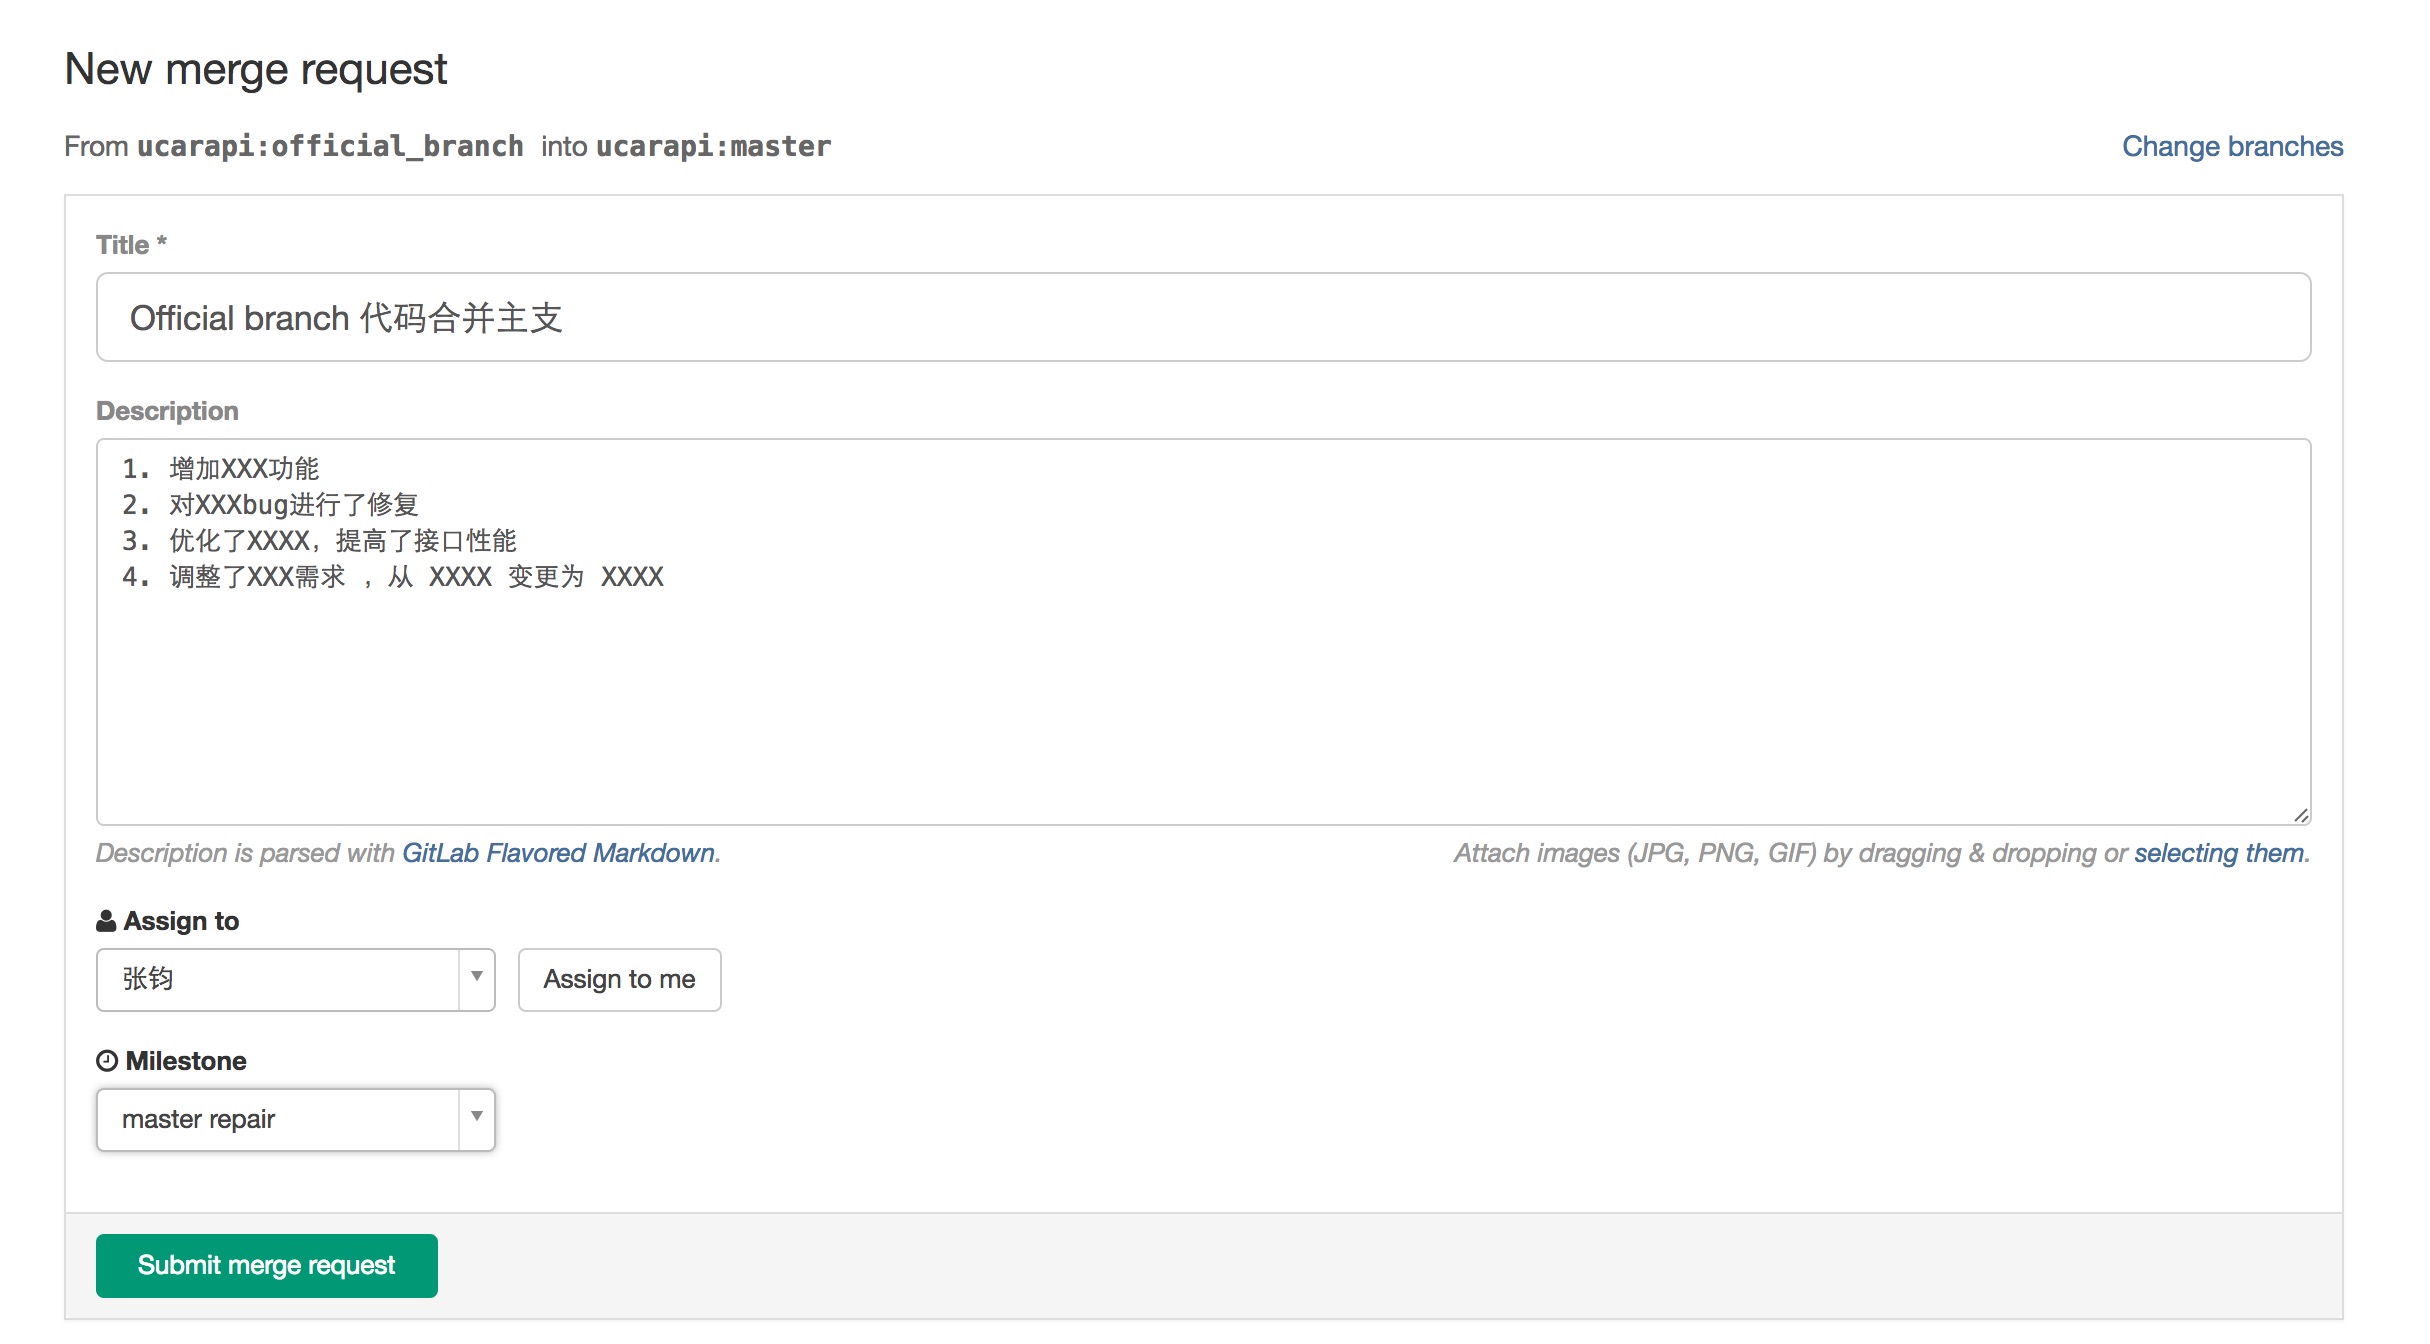 New merge request
From ucarapi:official_branch into ucarapi:master
Change branches
Title *
Official branch 代码合并主支
Description
1. 增加XXX功能
2. 对XXXbug进行了修复
3. 优化了XXXX，提高了接口性能
4. 调整了XXX需求 ，从 XXXX 变更为 XXXX
Description is parsed with GitLab Flavored Markdown.
Attach images (JPG, PNG, GIF) by dragging & dropping or selecting them.
Assign to
张钧
Assign to me
Milestone
master repair
Submit merge request